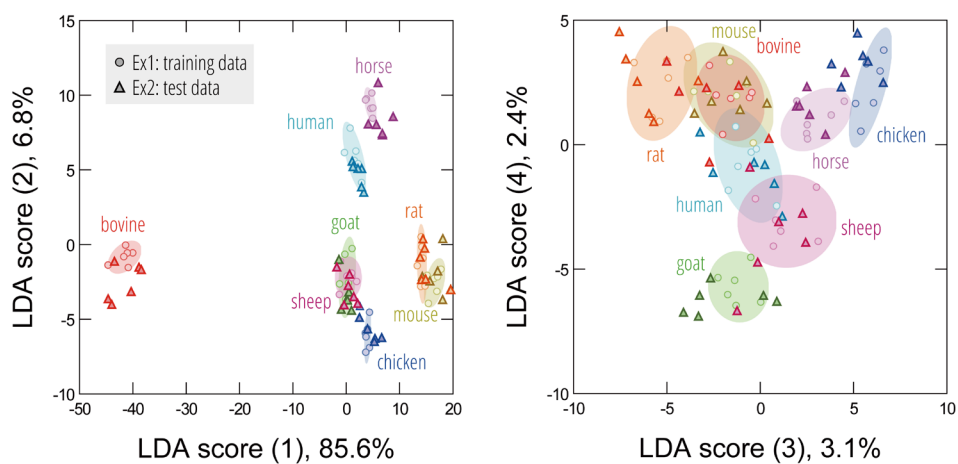 15
10
5
0
-5
-10
-50
-40
-30
-20
-10
0
10
20
LDA score (2), 6.8%
LDA score (1), 85.6%
Ex1: training data
Ex2: test data
horse
human
bovine
goat
rat
sheep
mouse
chicken
5
0
-5
-10
-10
-5
0
5
10
LDA score (4), 2.4%
LDA score (3), 3.1%
mouse
bovine
rat
chicken
horse
human
sheep
goat